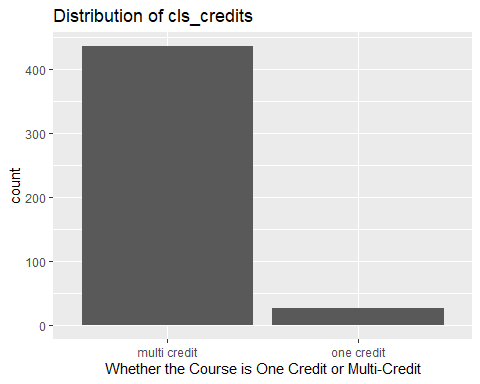 Distribution of cls_credits
count
400
300
200
100
0
multi credit
one credit
Whether the Course is One Credit or Multi-Credit